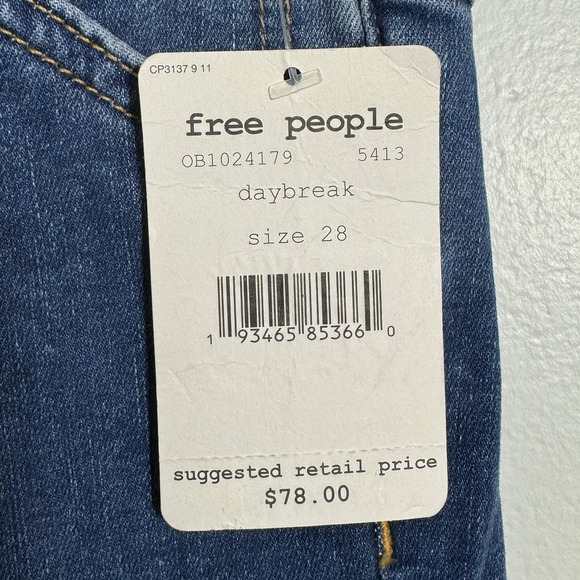 CP3137 9 11
free people
OB1024179 5413
daybreak
size 28
1 93465 85366 0
suggested retail price
$78.00